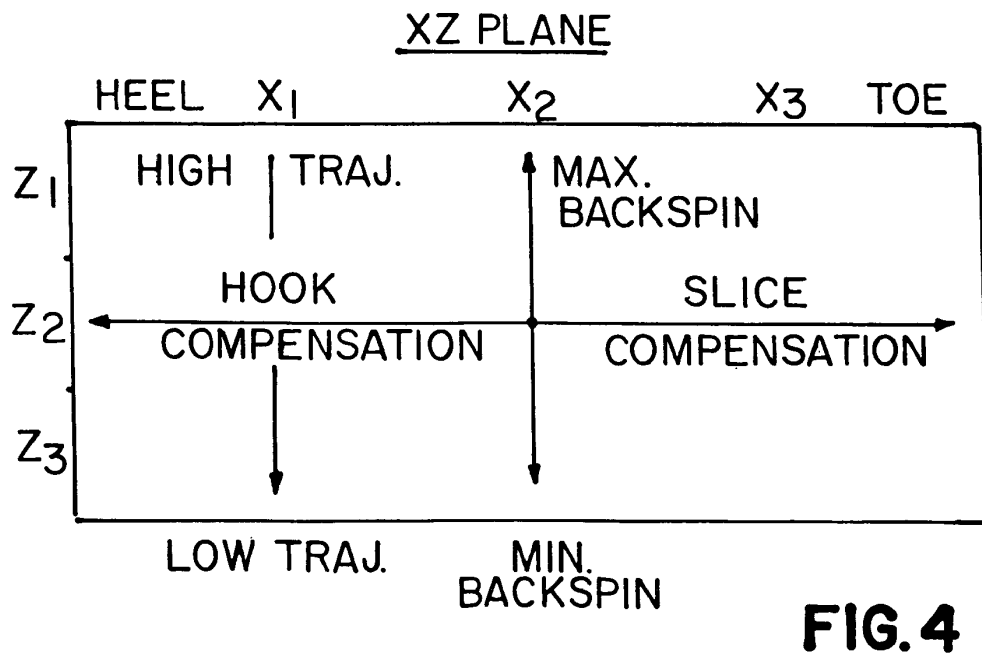 XZ PLANE
HEEL X1 X2 X3 TOE
Z1 HIGH TRAJ. MAX.
BACKSPIN
HOOK SLICE
Z2 COMPENSATION COMPENSATION
Z3
LOW TRAJ. MIN.
BACKSPIN
FIG. 4